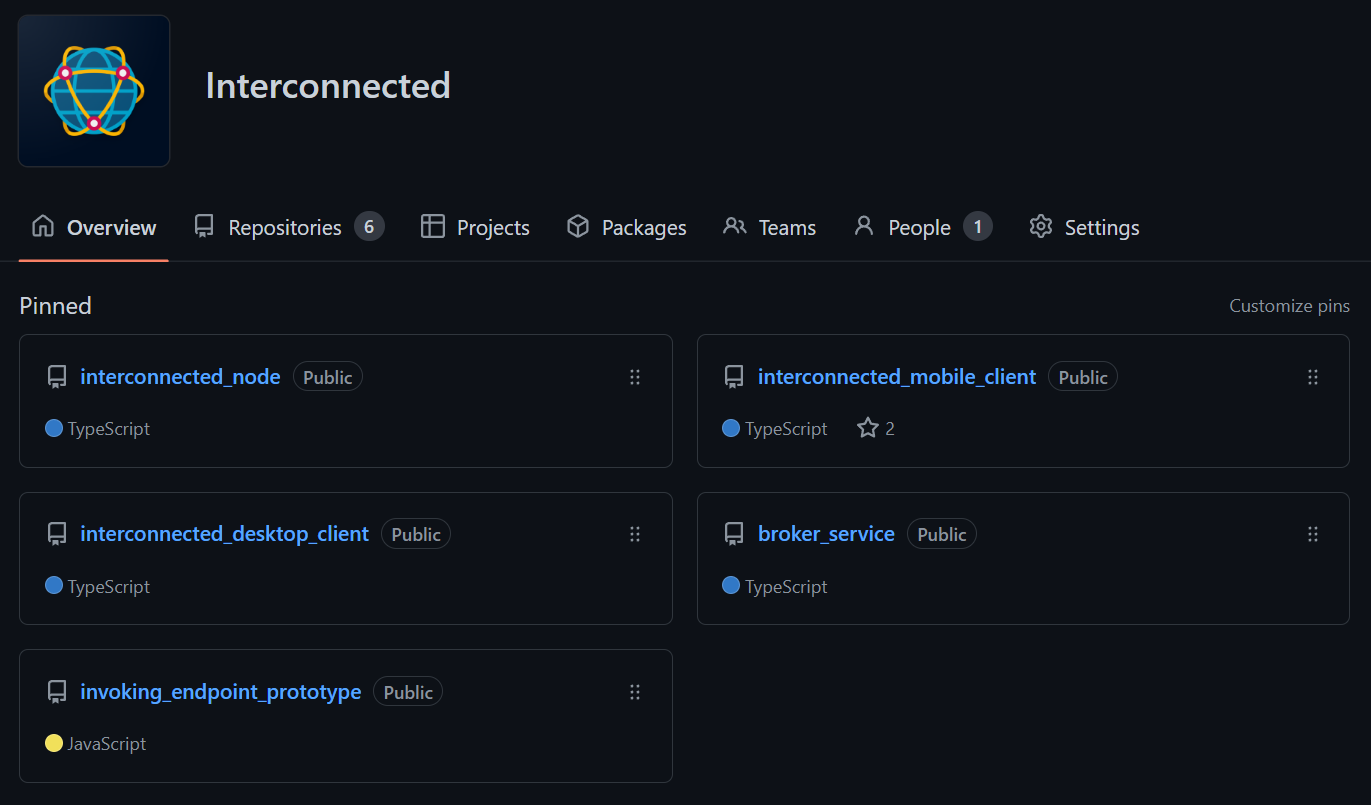 Interconnected
Overview Repositories 6 Projects Packages Teams People 1 Settings
Pinned Customize pins
interconnected_node Public
TypeScript
interconnected_mobile_client Public
TypeScript 2
interconnected_desktop_client Public
TypeScript
broker_service Public
TypeScript
invoking_endpoint_prototype Public
JavaScript